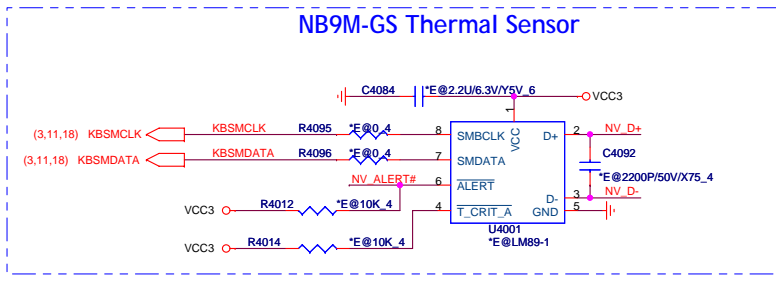 NB9M-GS Thermal Sensor
C4084 *E@2.2U/6.3V/Y5V_6
VCC3
(3,11,18) KBSMCLK KBSMCLK R4095 *E@0_4 8 SMBCLK VCC 1 D+ 2 NV_D+
(3,11,18) KBSMDATA KBSMDATA R4096 *E@0_4 7 SMDATA C4092
*E@2200P/50V/X75_4
NV_ALERT# 6 ALERT D- 3 NV_D-
VCC3 R4012 *E@10K_4 4 T_CRIT_A GND 5
U4001
VCC3 R4014 *E@10K_4 *E@LM89-1